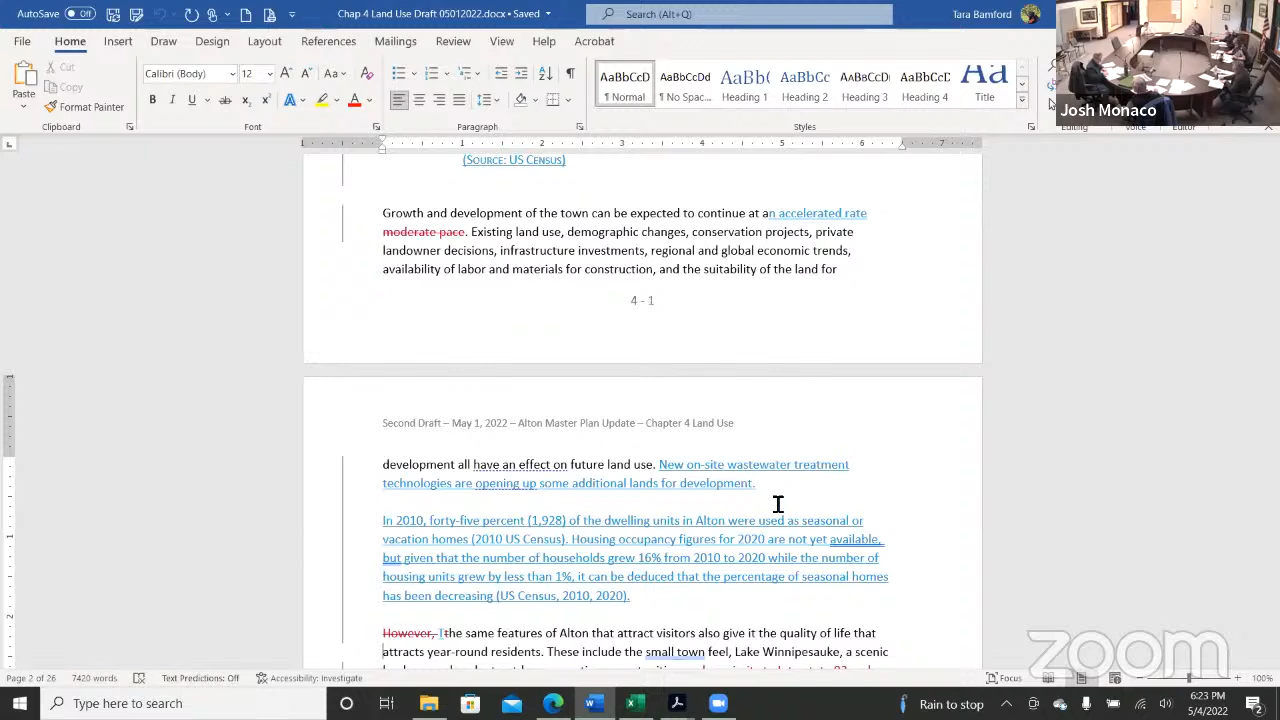 AutoSave
Chap 4 Land Use May 1 2022.docx - Saved
Search (Alt+Q)
Tara Bamford
File Home Insert Draw Design Layout References Mailings Review View Help Acrobat
Paste
Cut
Copy
Format Painter
Calibri (Body) 12
AaBbCcD AaBbCcDd AaBb( AaBbCc AaBbCcD AaBbCcD Aa
¶ Normal ¶ No Spac... Heading 1 Heading 2 Heading 3 Heading 4 Title
Josh Monaco
Clipboard Font Paragraph Styles Editing Voice Editor
(SOURCE: US CENSUS)
Growth and development of the town can be expected to continue at an accelerated rate
moderate pace. Existing land use, demographic changes, conservation projects, private
landowner decisions, infrastructure investments, regional and global economic trends,
availability of labor and materials for construction, and the suitability of the land for
4 - 1
Second Draft – May 1, 2022 – Alton Master Plan Update – Chapter 4 Land Use
development all have an effect on future land use. New on-site wastewater treatment
technologies are opening up some additional lands for development.
In 2010, forty-five percent (1,928) of the dwelling units in Alton were used as seasonal or
vacation homes (2010 US Census). Housing occupancy figures for 2020 are not yet available,
but given that the number of households grew 16% from 2010 to 2020 while the number of
housing units grew by less than 1%, it can be deduced that the percentage of seasonal homes
has been decreasing (US Census, 2010, 2020).
However, Tthe same features of Alton that attract visitors also give it the quality of life that
attracts year-round residents. These include the small town feel, Lake Winnipesauke, a scenic
zoom
Page 2 of 26 7420 words Text Predictions: Off Accessibility: Investigate Focus 100%
Type here to search
Rain to stop
6:23 PM
5/4/2022